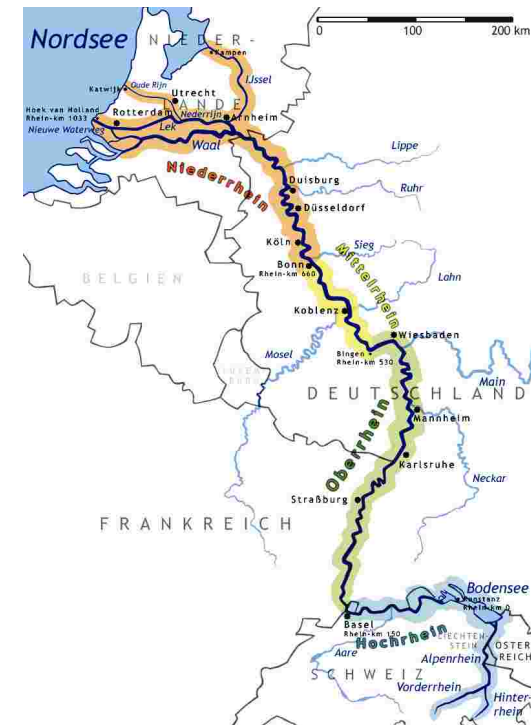 0 100 200 km
Nordsee
NIEDER-
LANDE
Kampen
IJssel
Katwijk
Oude Rijn
Utrecht
Hoek van Holland
Rhein-km 1033
Rotterdam
Nederrijn
Arnheim
Nieuwe Waterweg
Lek
Waal
Lippe
Niederrhein
Duisburg
Ruhr
Düsseldorf
Köln
Sieg
Mittelrhein
Bonn
Rhein-km 660
BELGIEN
Lahn
Koblenz
Wiesbaden
Mosel
Bingen
Rhein-km 530
Main
DEUTSCHLAND
Mannheim
Oberrhein
Karlsruhe
Neckar
Straßburg
FRANKREICH
Bodensee
Konstanz
Rhein-km 0
Basel
Rhein-km 150
Hochrhein
LIECHTEN-
STEIN
ÖSTER
REICH
Aare
Alpenrhein
SCHWEIZ
Vorderrhein
Hinter-
rhein